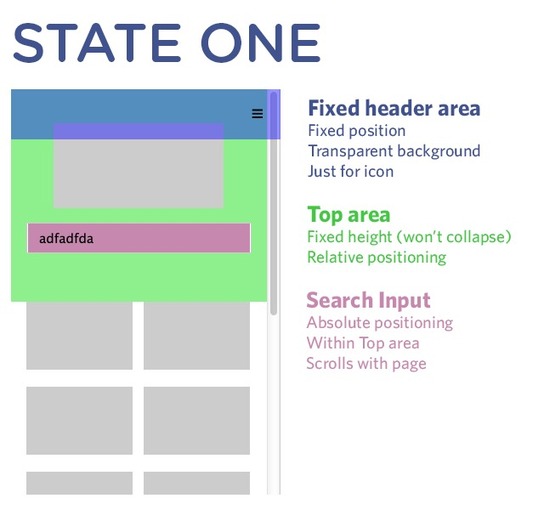 STATE ONE
Fixed header area
Fixed position
Transparent background
Just for icon
Top area
Fixed height (won't collapse)
Relative positioning
adfadfda
Search Input
Absolute positioning
Within Top area
Scrolls with page